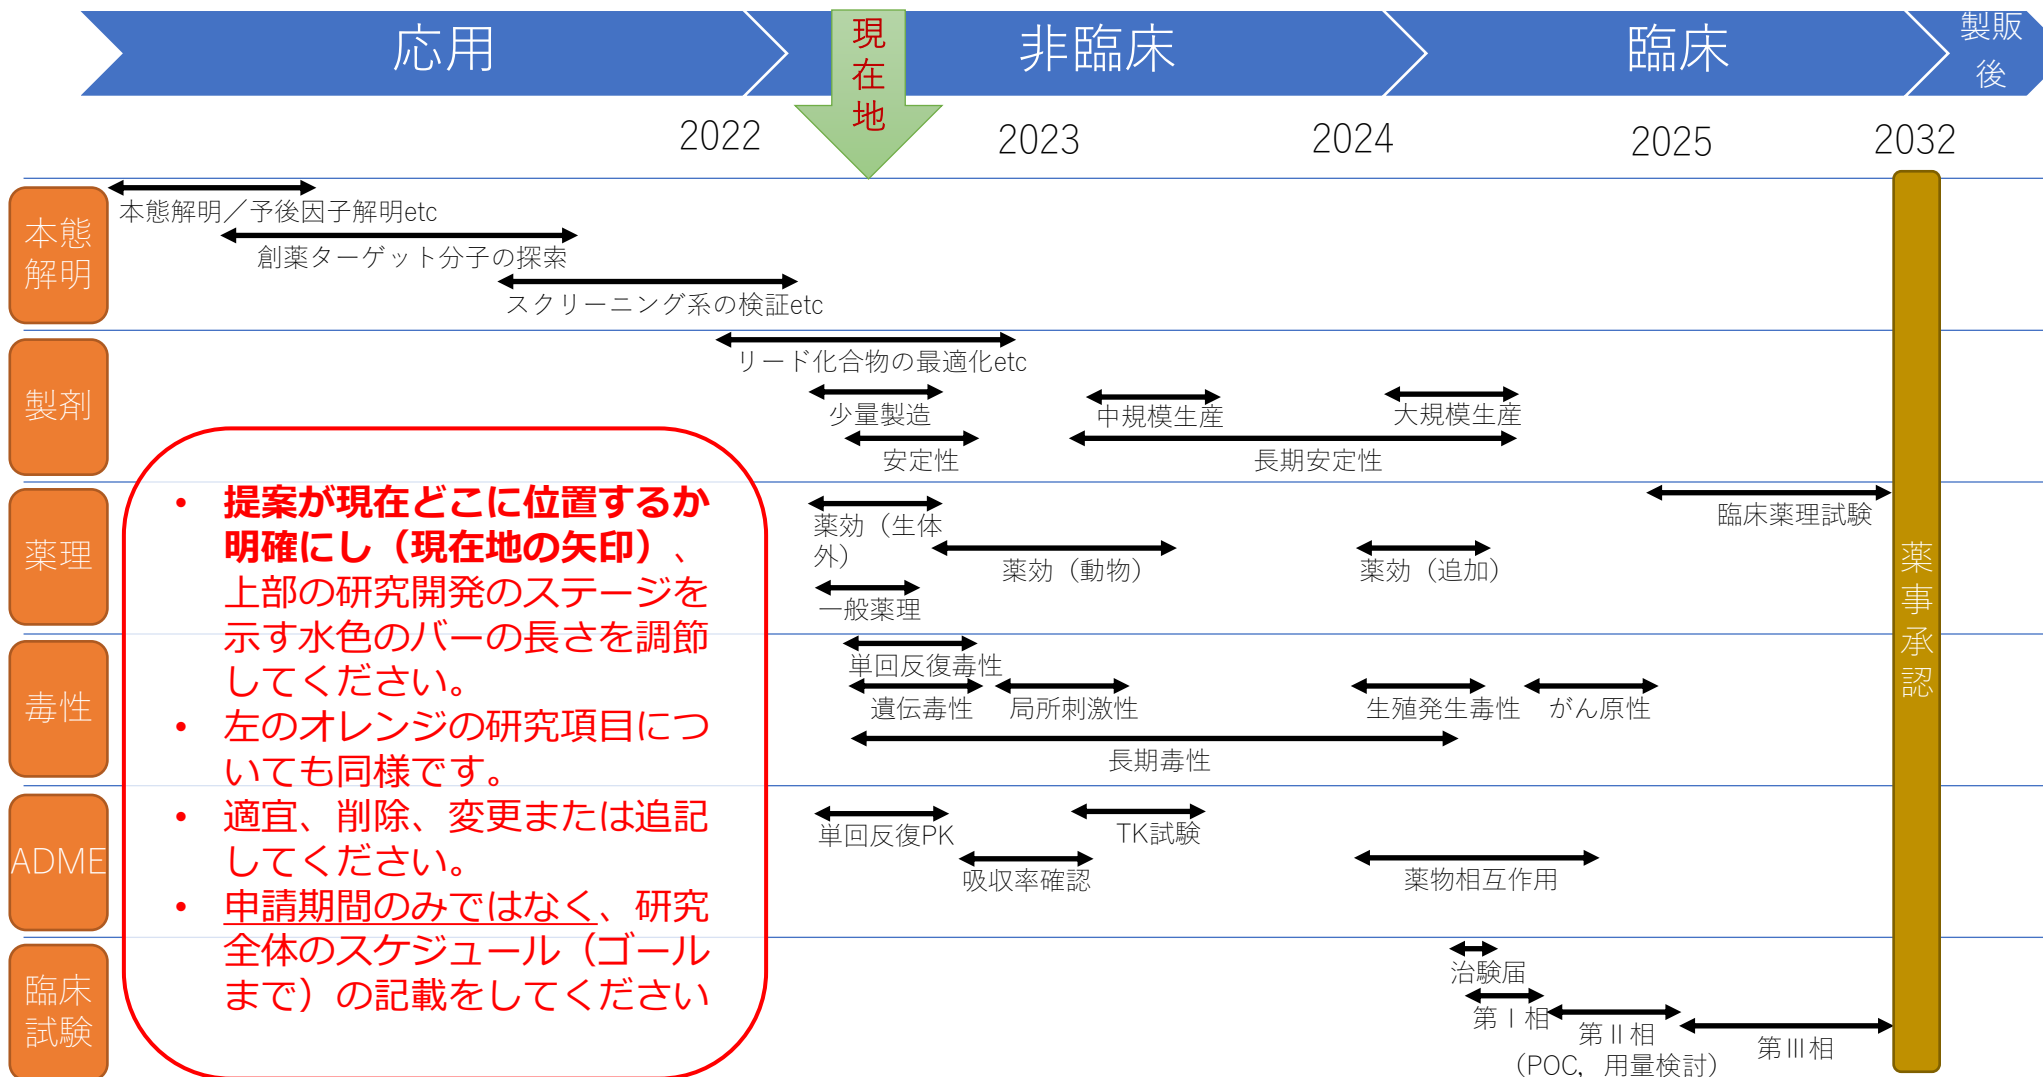 応用
現在地
非臨床
臨床
製販
後
2022
2023
2024
2025
2032
本態
解明
本態解明／予後因子解明etc
創薬ターゲット分子の探索
スクリーニング系の検証etc
製剤
リード化合物の最適化etc
少量製造
中規模生産
大規模生産
安定性
長期安定性
薬理
薬効（生体
外）
薬効（動物）
薬効（追加）
臨床薬理試験
一般薬理
毒性
単回反復毒性
遺伝毒性
局所刺激性
生殖発生毒性
がん原性
長期毒性
ADME
単回反復PK
TK試験
吸収率確認
薬物相互作用
臨床
試験
治験届
第Ⅰ相
第Ⅱ相
（POC，用量検討）
第Ⅲ相
薬事承認
• 提案が現在どこに位置するか
明確にし（現在地の矢印）、
上部の研究開発のステージを
示す水色のバーの長さを調節
してください。
• 左のオレンジの研究項目につ
いても同様です。
• 適宜、削除、変更または追記
してください。
• 申請期間のみではなく、研究
全体のスケジュール（ゴール
まで）の記載をしてください